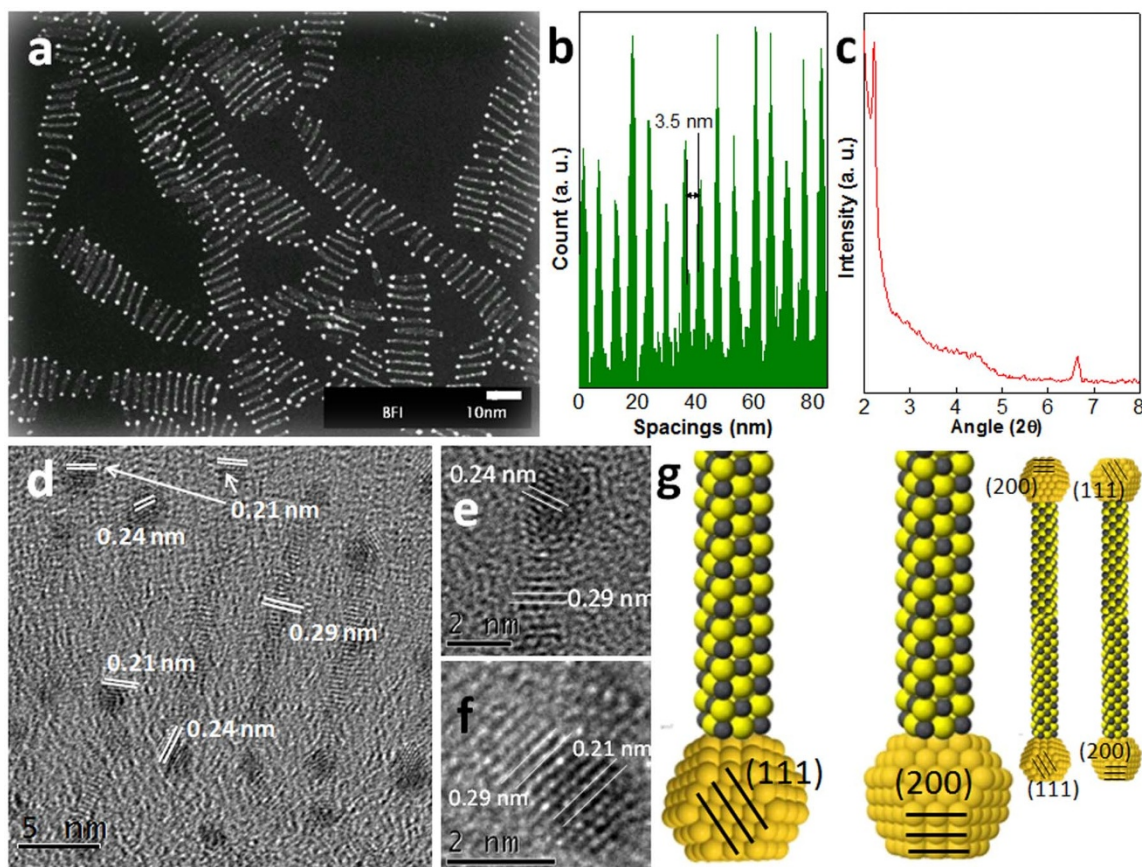 a
BFI 10nm
b
3.5 nm
Count (a. u.)
0 20 40 60 80
Spacings (nm)
c
Intensity (a. u.)
2 3 4 5 6 7 8
Angle (2θ)
d
0.21 nm
0.24 nm
0.29 nm
0.21 nm
0.24 nm
5 nm
e
0.24 nm
0.29 nm
2 nm
f
0.21 nm
0.29 nm
2 nm
g
(111)
(200)
(200)
(111)
(111)
(200)